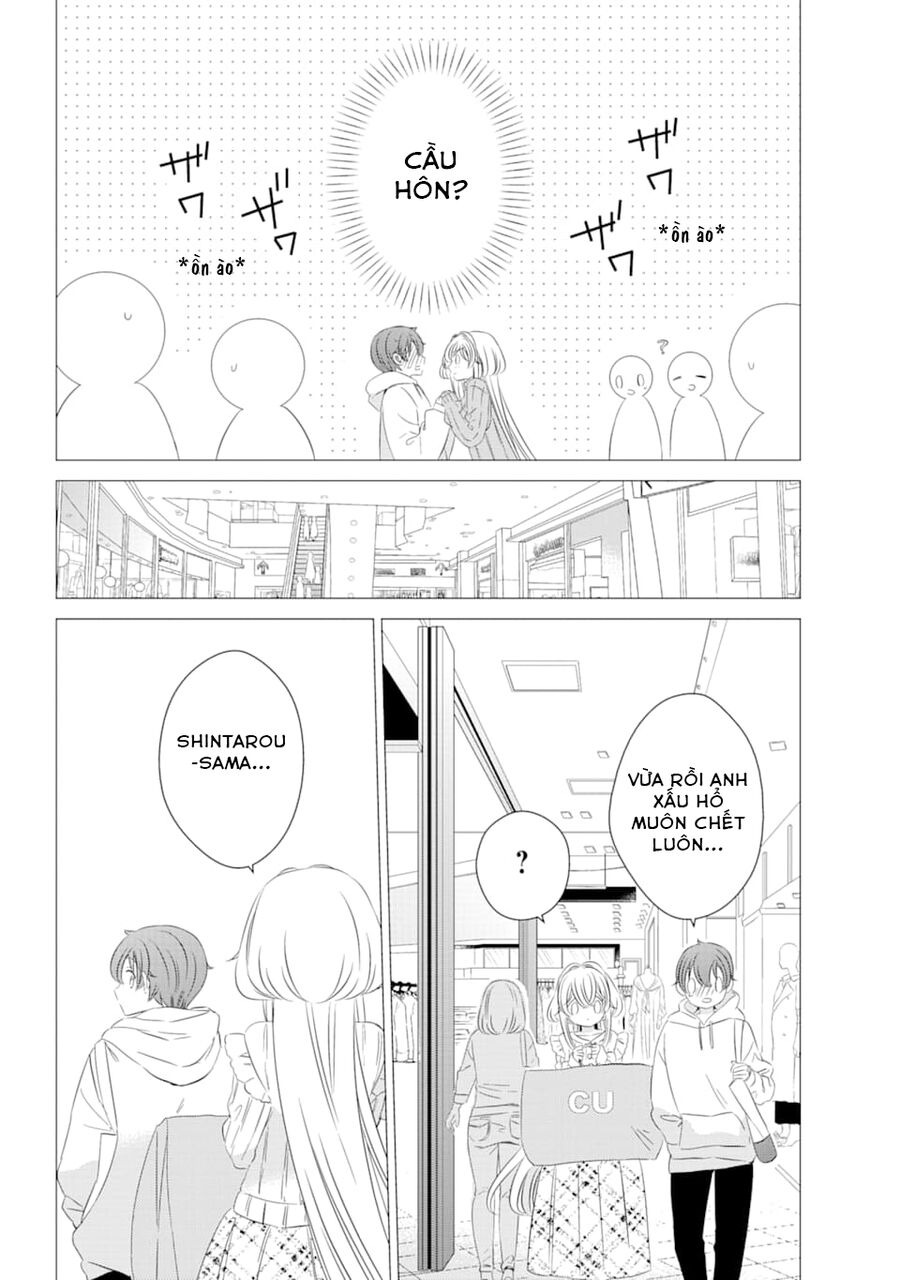 CẦU
HÔN?
ザワ
ザワ
ザワ
ザワ
*ồn ào*
*ồn ào*
?
VỪA RỒI ANH
XẤU HỔ
MUÔN CHẾT
LUÔN...
?
CU
SHINTAROU
-SAMA...